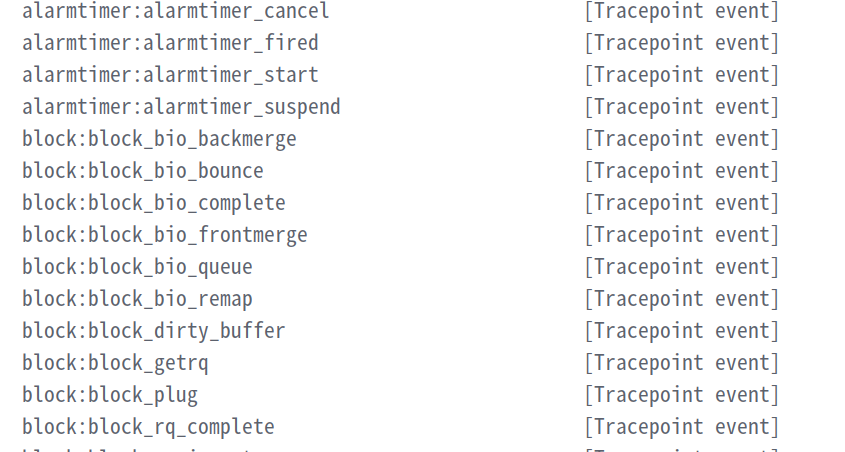 alarmtimer:alarmtimer_cancel [Tracepoint event]
alarmtimer:alarmtimer_fired [Tracepoint event]
alarmtimer:alarmtimer_start [Tracepoint event]
alarmtimer:alarmtimer_suspend [Tracepoint event]
block:block_bio_backmerge [Tracepoint event]
block:block_bio_bounce [Tracepoint event]
block:block_bio_complete [Tracepoint event]
block:block_bio_frontmerge [Tracepoint event]
block:block_bio_queue [Tracepoint event]
block:block_bio_remap [Tracepoint event]
block:block_dirty_buffer [Tracepoint event]
block:block_getrq [Tracepoint event]
block:block_plug [Tracepoint event]
block:block_rq_complete [Tracepoint event]